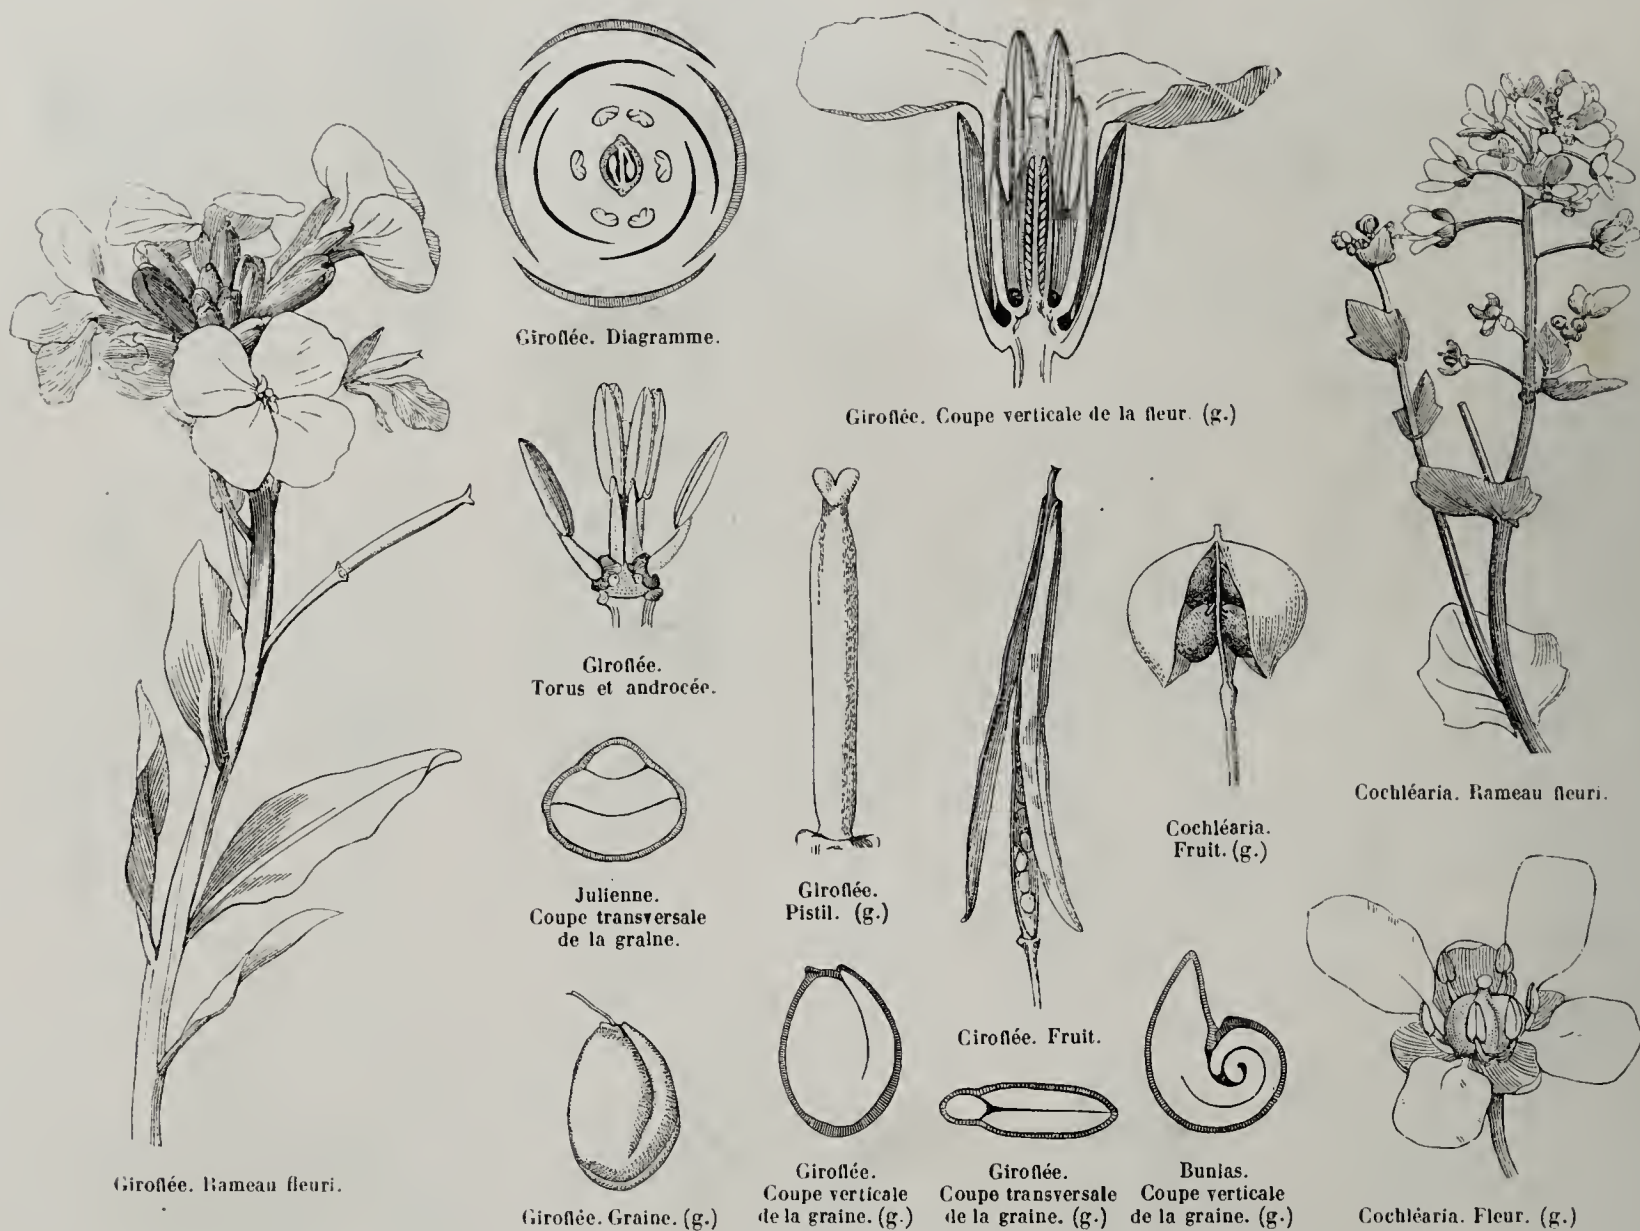 Giroflée. Diagramme.
Giroflée. Coupe verticale de la fleur. (g.)
Giroflée.
Torus et androcée.
Cochléaria. Rameau fleuri.
Cochléaria.
Fruit. (g.)
Julienne.
Coupe transversale
de la graine.
Giroflée.
Pistil. (g.)
Giroflée. Fruit.
Giroflée. Rameau fleuri.
Giroflée. Graine. (g.)
Giroflée.
Coupe verticale
de la graine. (g.)
Giroflée.
Coupe transversale
de la graine. (g.)
Bunias.
Coupe verticale
de la graine. (g.)
Cochléaria. Fleur. (g.)